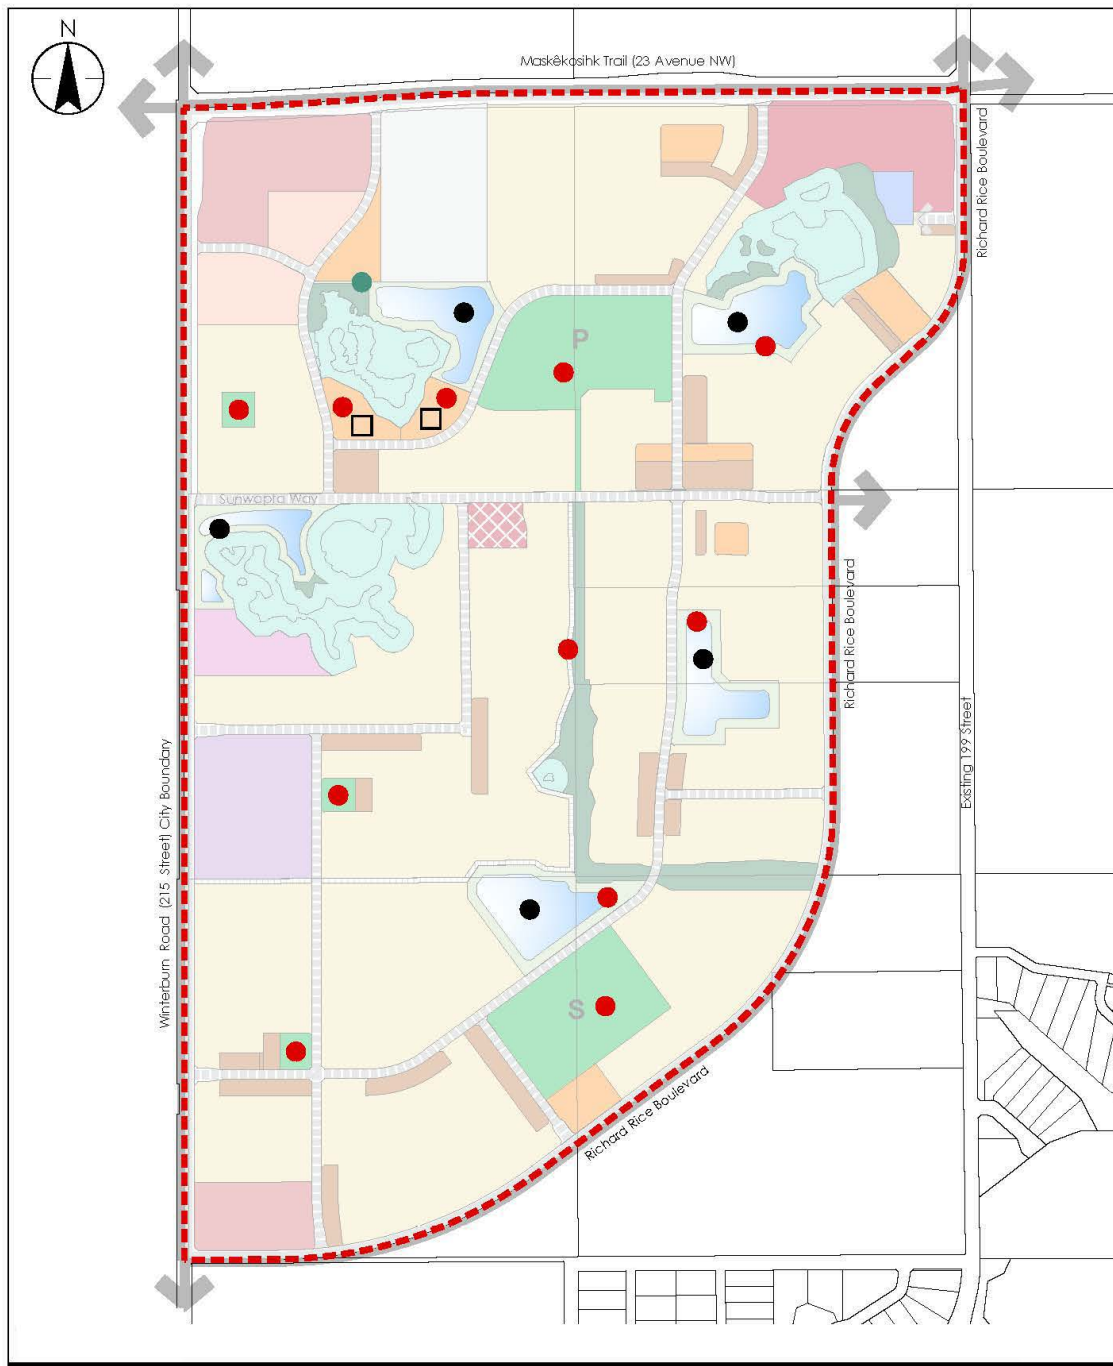 N
Maskêkosihk Trail (23 Avenue NW)
Richard Rice Boulevard
P
Sunwapta Way
Richard Rice Boulevard
Existing 199 Street
Winterburn Road (215 Street) City Boundary
S
Richard Rice Boulevard